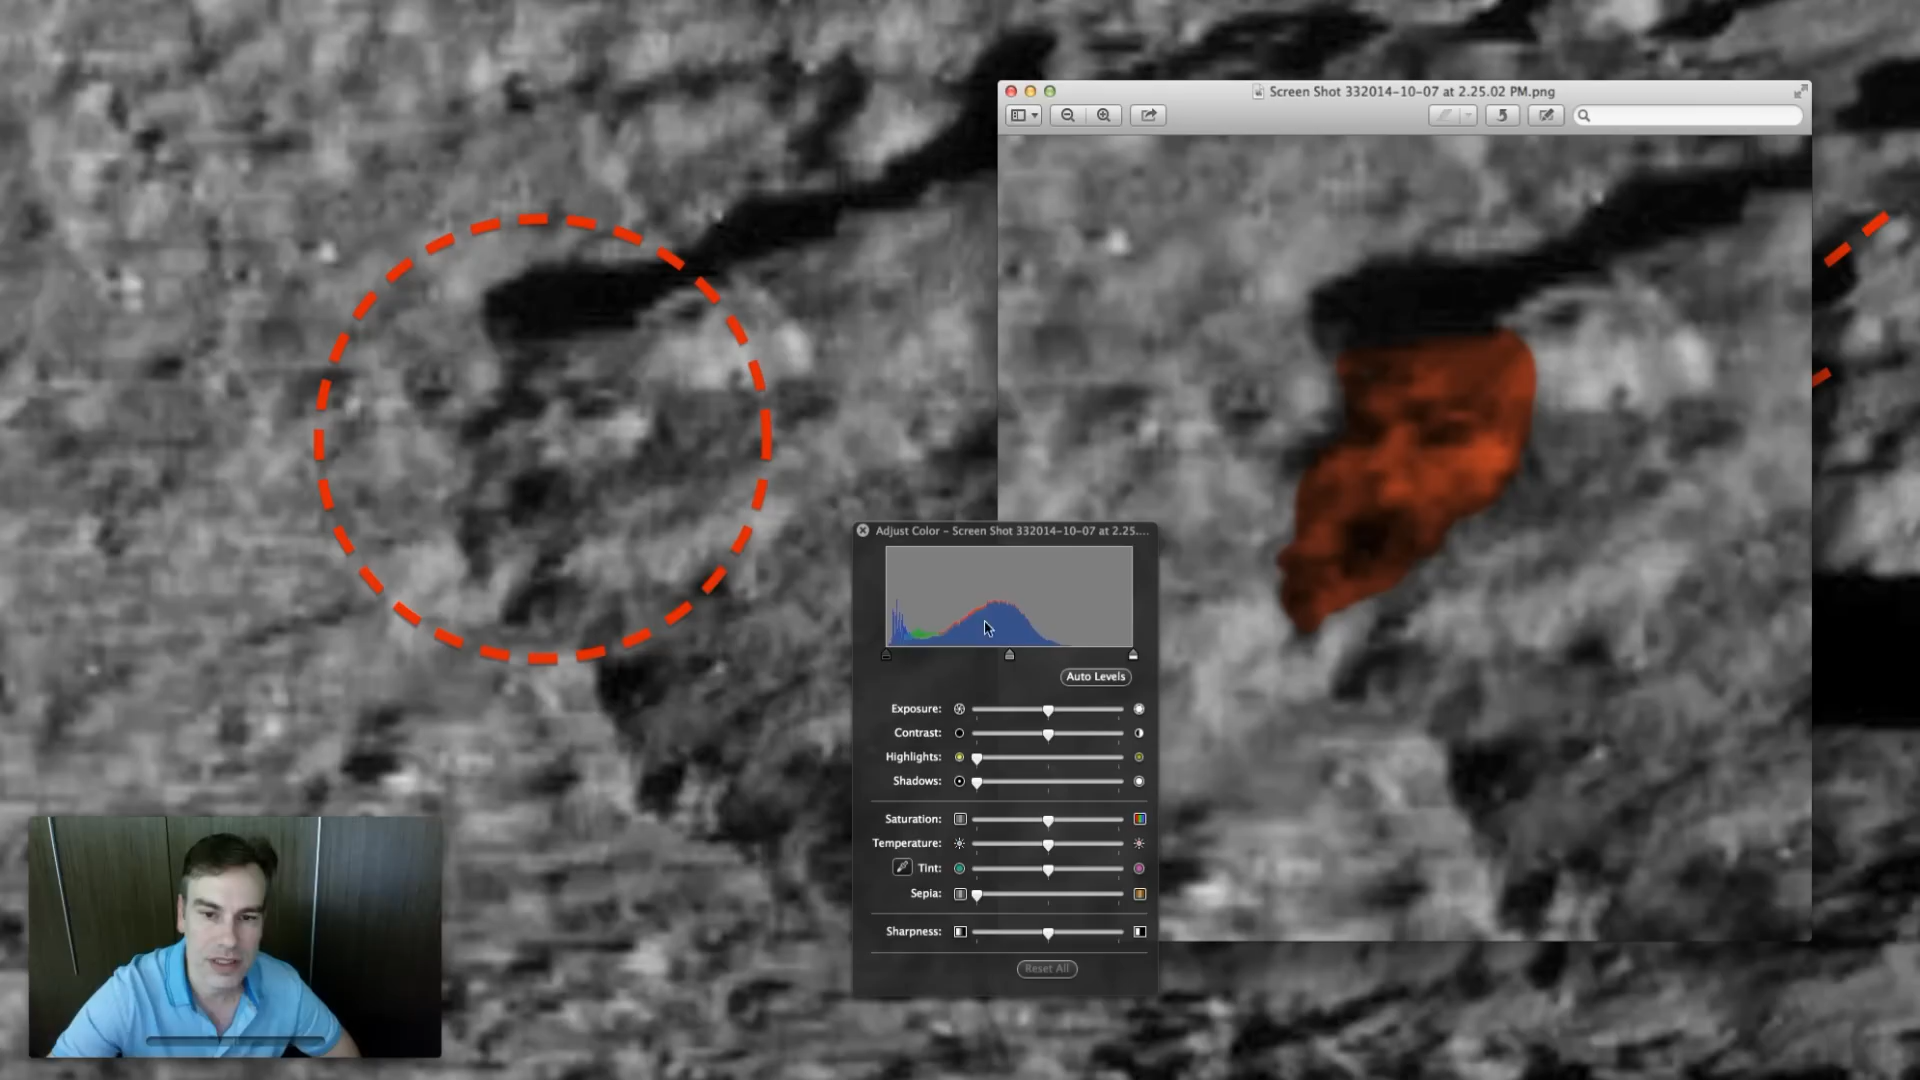 Screen Shot 332014-10-07 at 2.25.02 PM.png
Adjust Color - Screen Shot 332014-10-07 at 2.25....
Auto Levels
Exposure:
Contrast:
Highlights:
Shadows:
Saturation:
Temperature:
Tint:
Sepia:
Sharpness:
Reset All